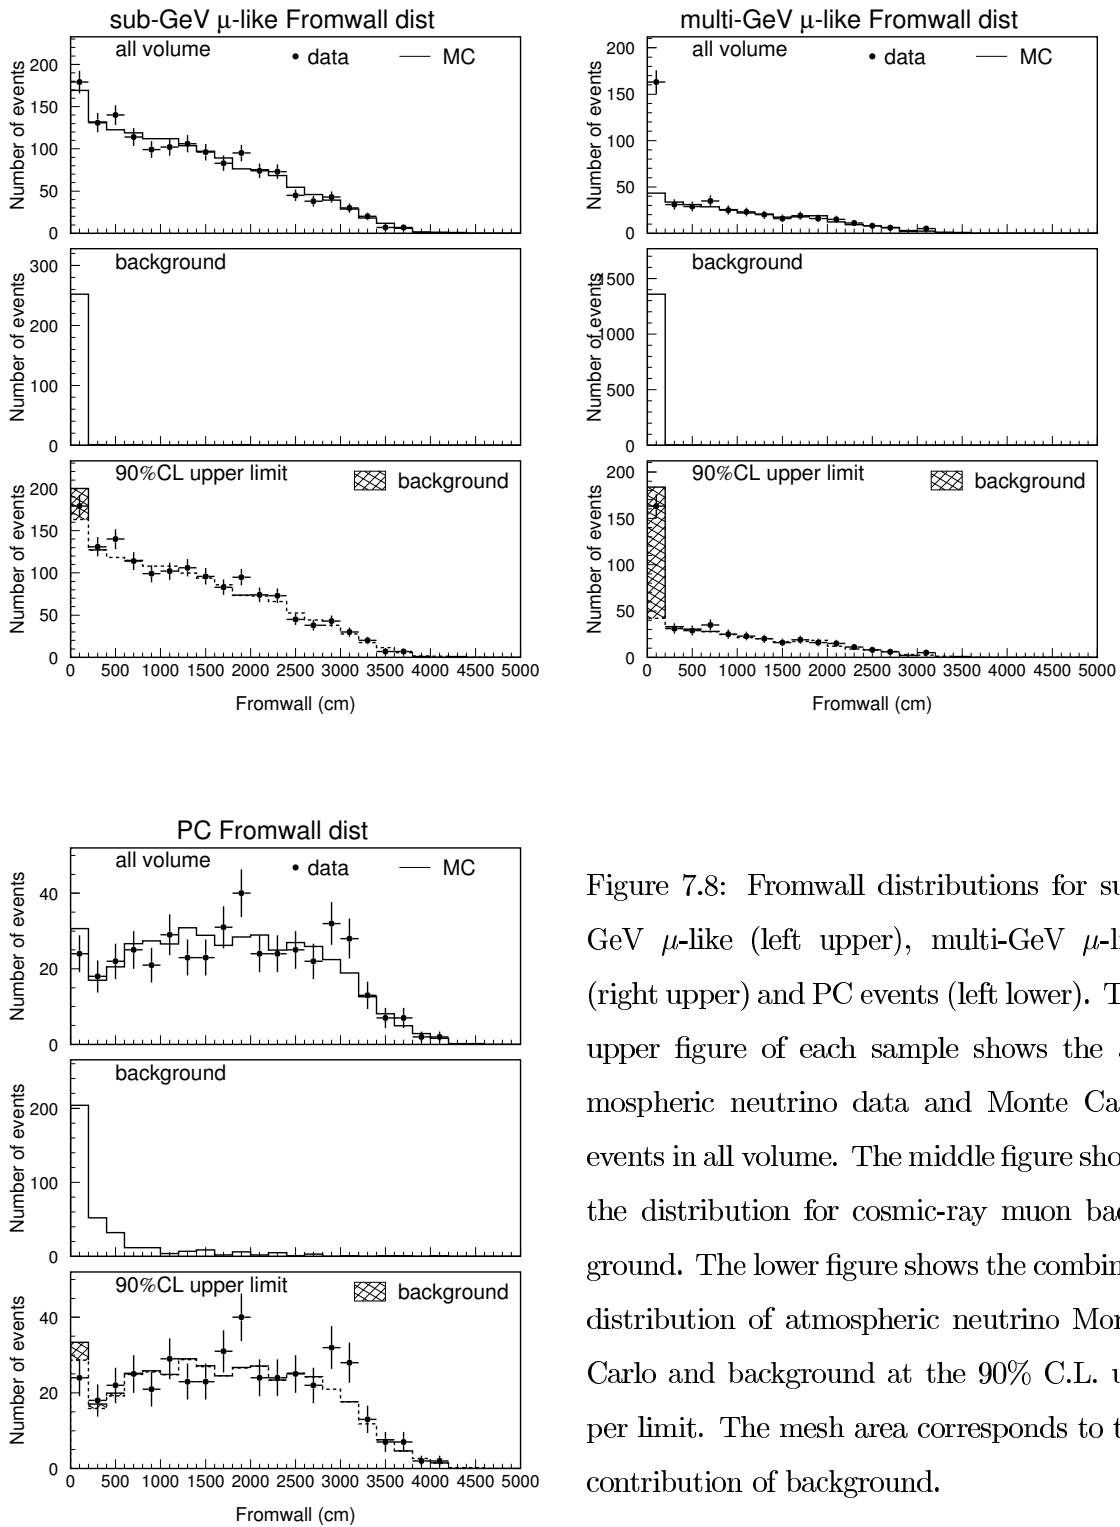 sub-GeV μ-like Fromwall dist
all volume
data
MC
Number of events
200
150
100
50
0
background
Number of events
300
200
100
0
90%CL upper limit
background
Number of events
200
150
100
50
0
0 500 1000 1500 2000 2500 3000 3500 4000 4500 5000
Fromwall (cm)
multi-GeV μ-like Fromwall dist
all volume
data
MC
Number of events
200
150
100
50
0
background
Number of events
1500
1000
500
0
90%CL upper limit
background
Number of events
200
150
100
50
0
0 500 1000 1500 2000 2500 3000 3500 4000 4500 5000
Fromwall (cm)
PC Fromwall dist
all volume
data
MC
Number of events
40
20
0
background
Number of events
200
100
0
90%CL upper limit
background
Number of events
40
20
0
0 500 1000 1500 2000 2500 3000 3500 4000 4500 5000
Fromwall (cm)
Figure 7.8: Fromwall distributions for su
GeV μ-like (left upper), multi-GeV μ-li
(right upper) and PC events (left lower). T
upper figure of each sample shows the
mospheric neutrino data and Monte Ca
events in all volume. The middle figure sho
the distribution for cosmic-ray muon ba
ground. The lower figure shows the combin
distribution of atmospheric neutrino Mon
Carlo and background at the 90% C.L. u
per limit. The mesh area corresponds to t
contribution of background.